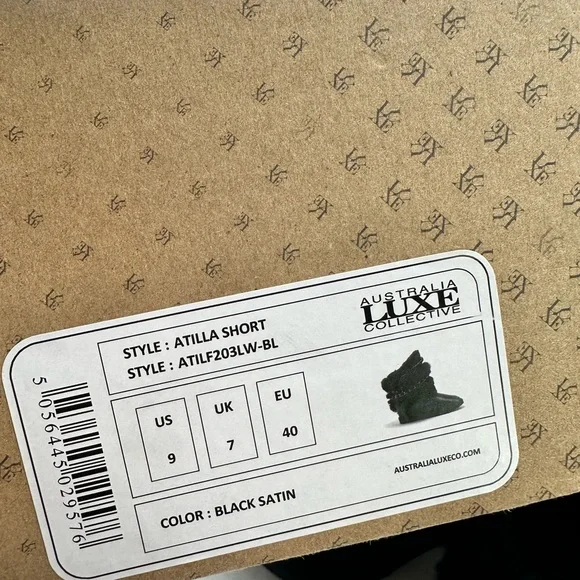 AUSTRALIA
LUXE
COLLECTIVE
STYLE : ATILLA SHORT
STYLE : ATILF203LW-BL
US
9
UK
7
EU
40
AUSTRALIALUXECO.COM
COLOR : BLACK SATIN
5 056445 029576